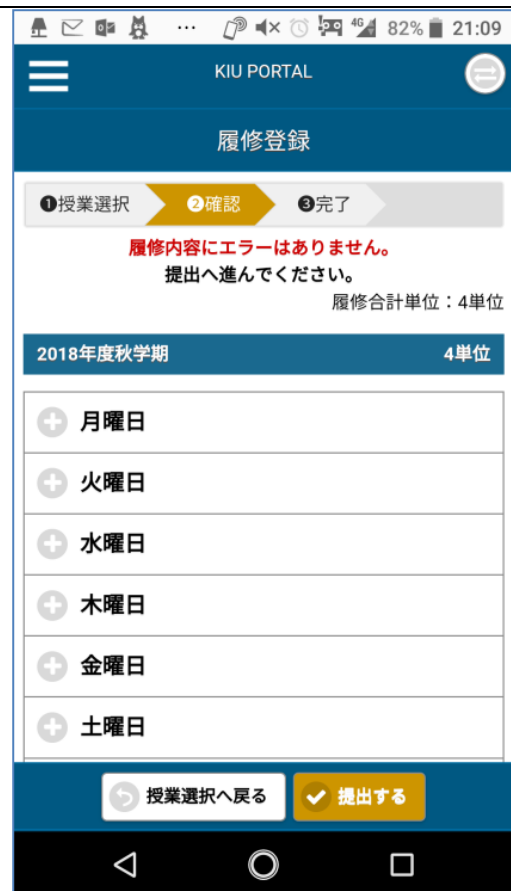 4G 82% 21:09
KIU PORTAL
履修登録
❶授業選択 ❷確認 ❸完了
履修内容にエラーはありません。
提出へ進んでください。
履修合計単位：4単位
2018年度秋学期 4単位
月曜日
火曜日
水曜日
木曜日
金曜日
土曜日
授業選択へ戻る 提出する